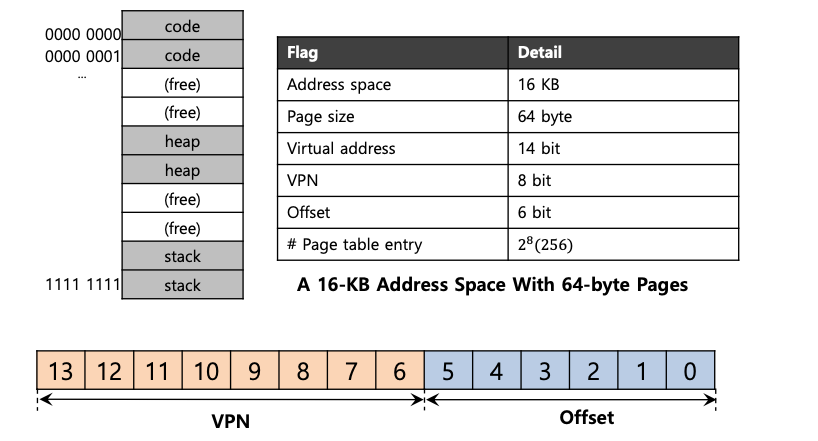 code
0000 0000
code
0000 0001
...
(free)
(free)
heap
heap
(free)
(free)
stack
1111 1111
stack
Flag Detail
Address space 16 KB
Page size 64 byte
Virtual address 14 bit
VPN 8 bit
Offset 6 bit
# Page table entry 2⁸(256)
A 16-KB Address Space With 64-byte Pages
13 12 11 10 9 8 7 6 5 4 3 2 1 0
VPN Offset